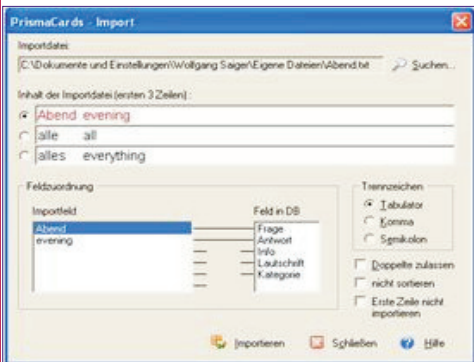 PrismaCards - Import
Importdatei:
C:\Dokumente und Einstellungen\Wolfgang Saiger\Eigene Dateien\Abend.txt
Suchen...
Inhalt der Importdatei (ersten 3 Zeilen) :
Abend evening
alle all
alles everything
Feldzuordnung
Importfeld
Abend
evening
Feld in DB
Frage
Antwort
Info
Lautschrift
Kategorie
Trennzeichen
Tabulator
Komma
Semikolon
Doppelte zulassen
nicht sortieren
Erste Zeile nicht
importieren
Importieren
Schließen
Hilfe